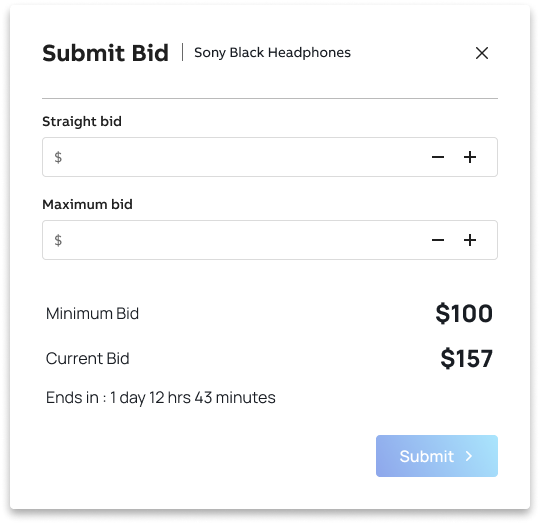 Submit Bid | Sony Black Headphones
Straight bid
$
Maximum bid
$
Minimum Bid $100
Current Bid $157
Ends in : 1 day 12 hrs 43 minutes
Submit